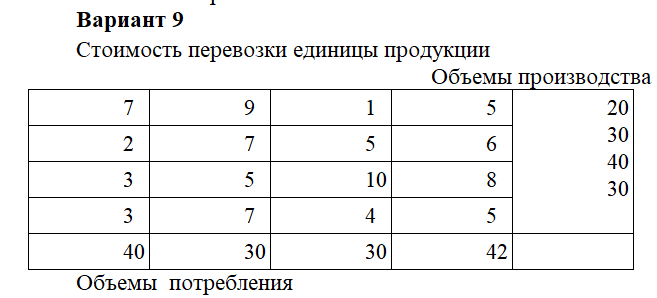 Вариант 9
Стоимость перевозки единицы продукции
Объемы производства
7 9 1 5 20
2 7 5 6 30
3 5 10 8 40
3 7 4 5 30
40 30 30 42
Объемы потребления